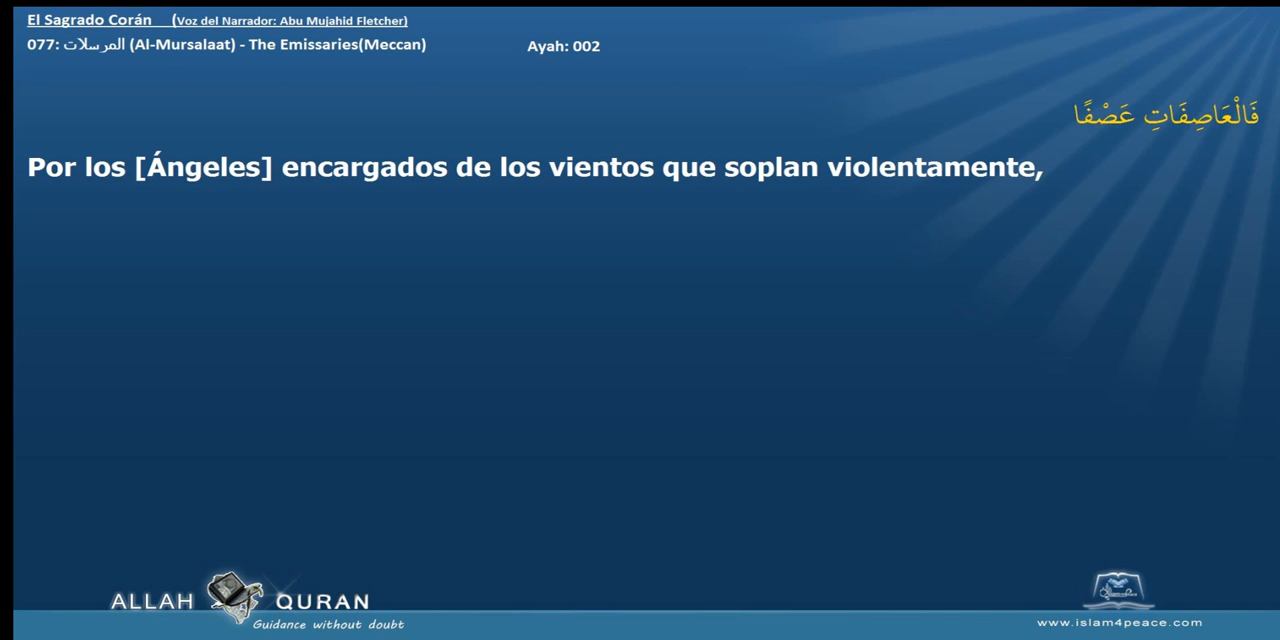 El Sagrado Corán (Voz del Narrador: Abu Mujahid Fletcher)
077: المرسلات (Al-Mursalaat) - The Emissaries(Meccan) Ayah: 002
فَالْعَاصِفَاتِ عَصْفًا
Por los [Ángeles] encargados de los vientos que soplan violentamente,
ALLAH QURAN
Guidance without doubt
www.islam4peace.com